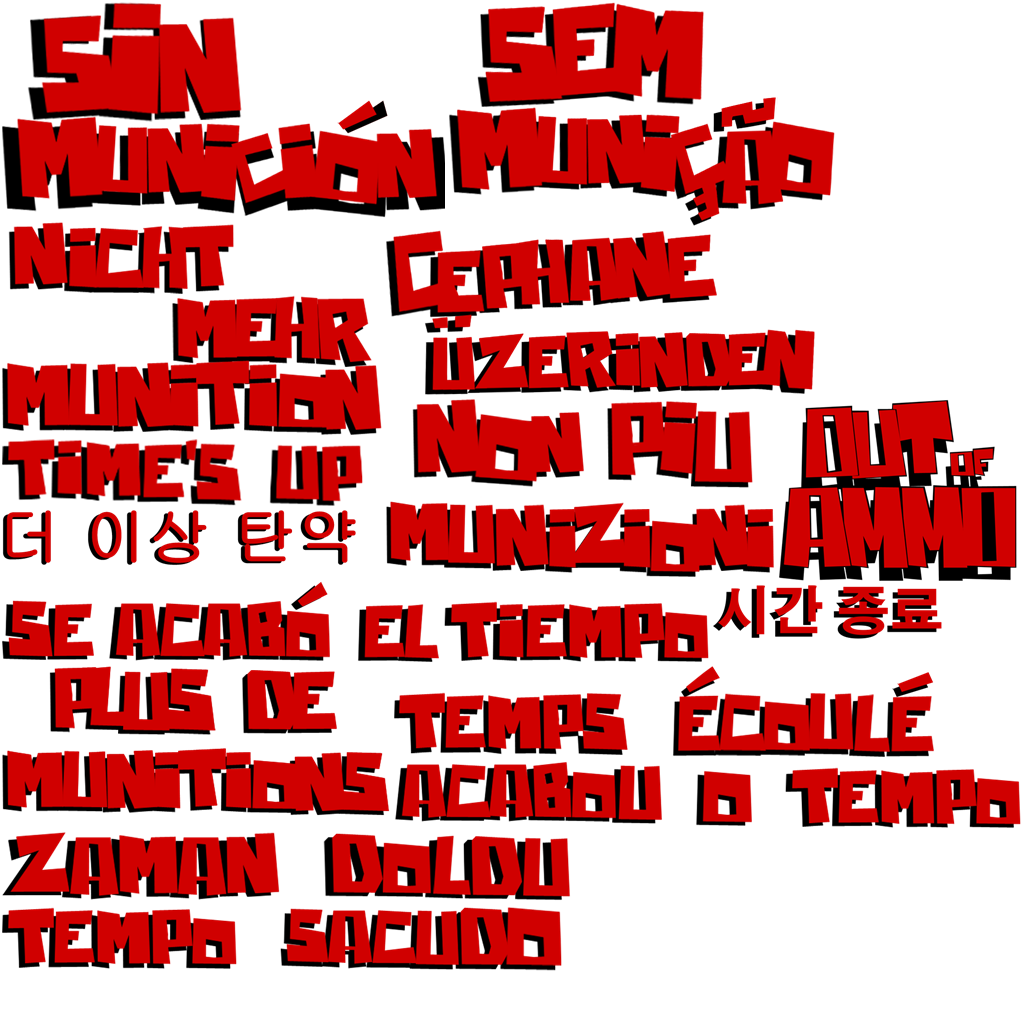 SiN
MUNiCIÓN
SEM
MUNiÇÃO
NiCHT
MEHR
MUNiTiON
CEPHANE
ÜZERiNDEN
NON PiU
MUNiZiONi
OUT OF
AMMO
TiME'S UP
더 이상 탄약
시간 종료
SE ACABÓ EL TiEMPO
PLUS DE
MUNiTiONS
TEMPS ÉCOULÉ
ACABOU O TEMPO
ZAMAN DOLDU
TEMPO SACUDO